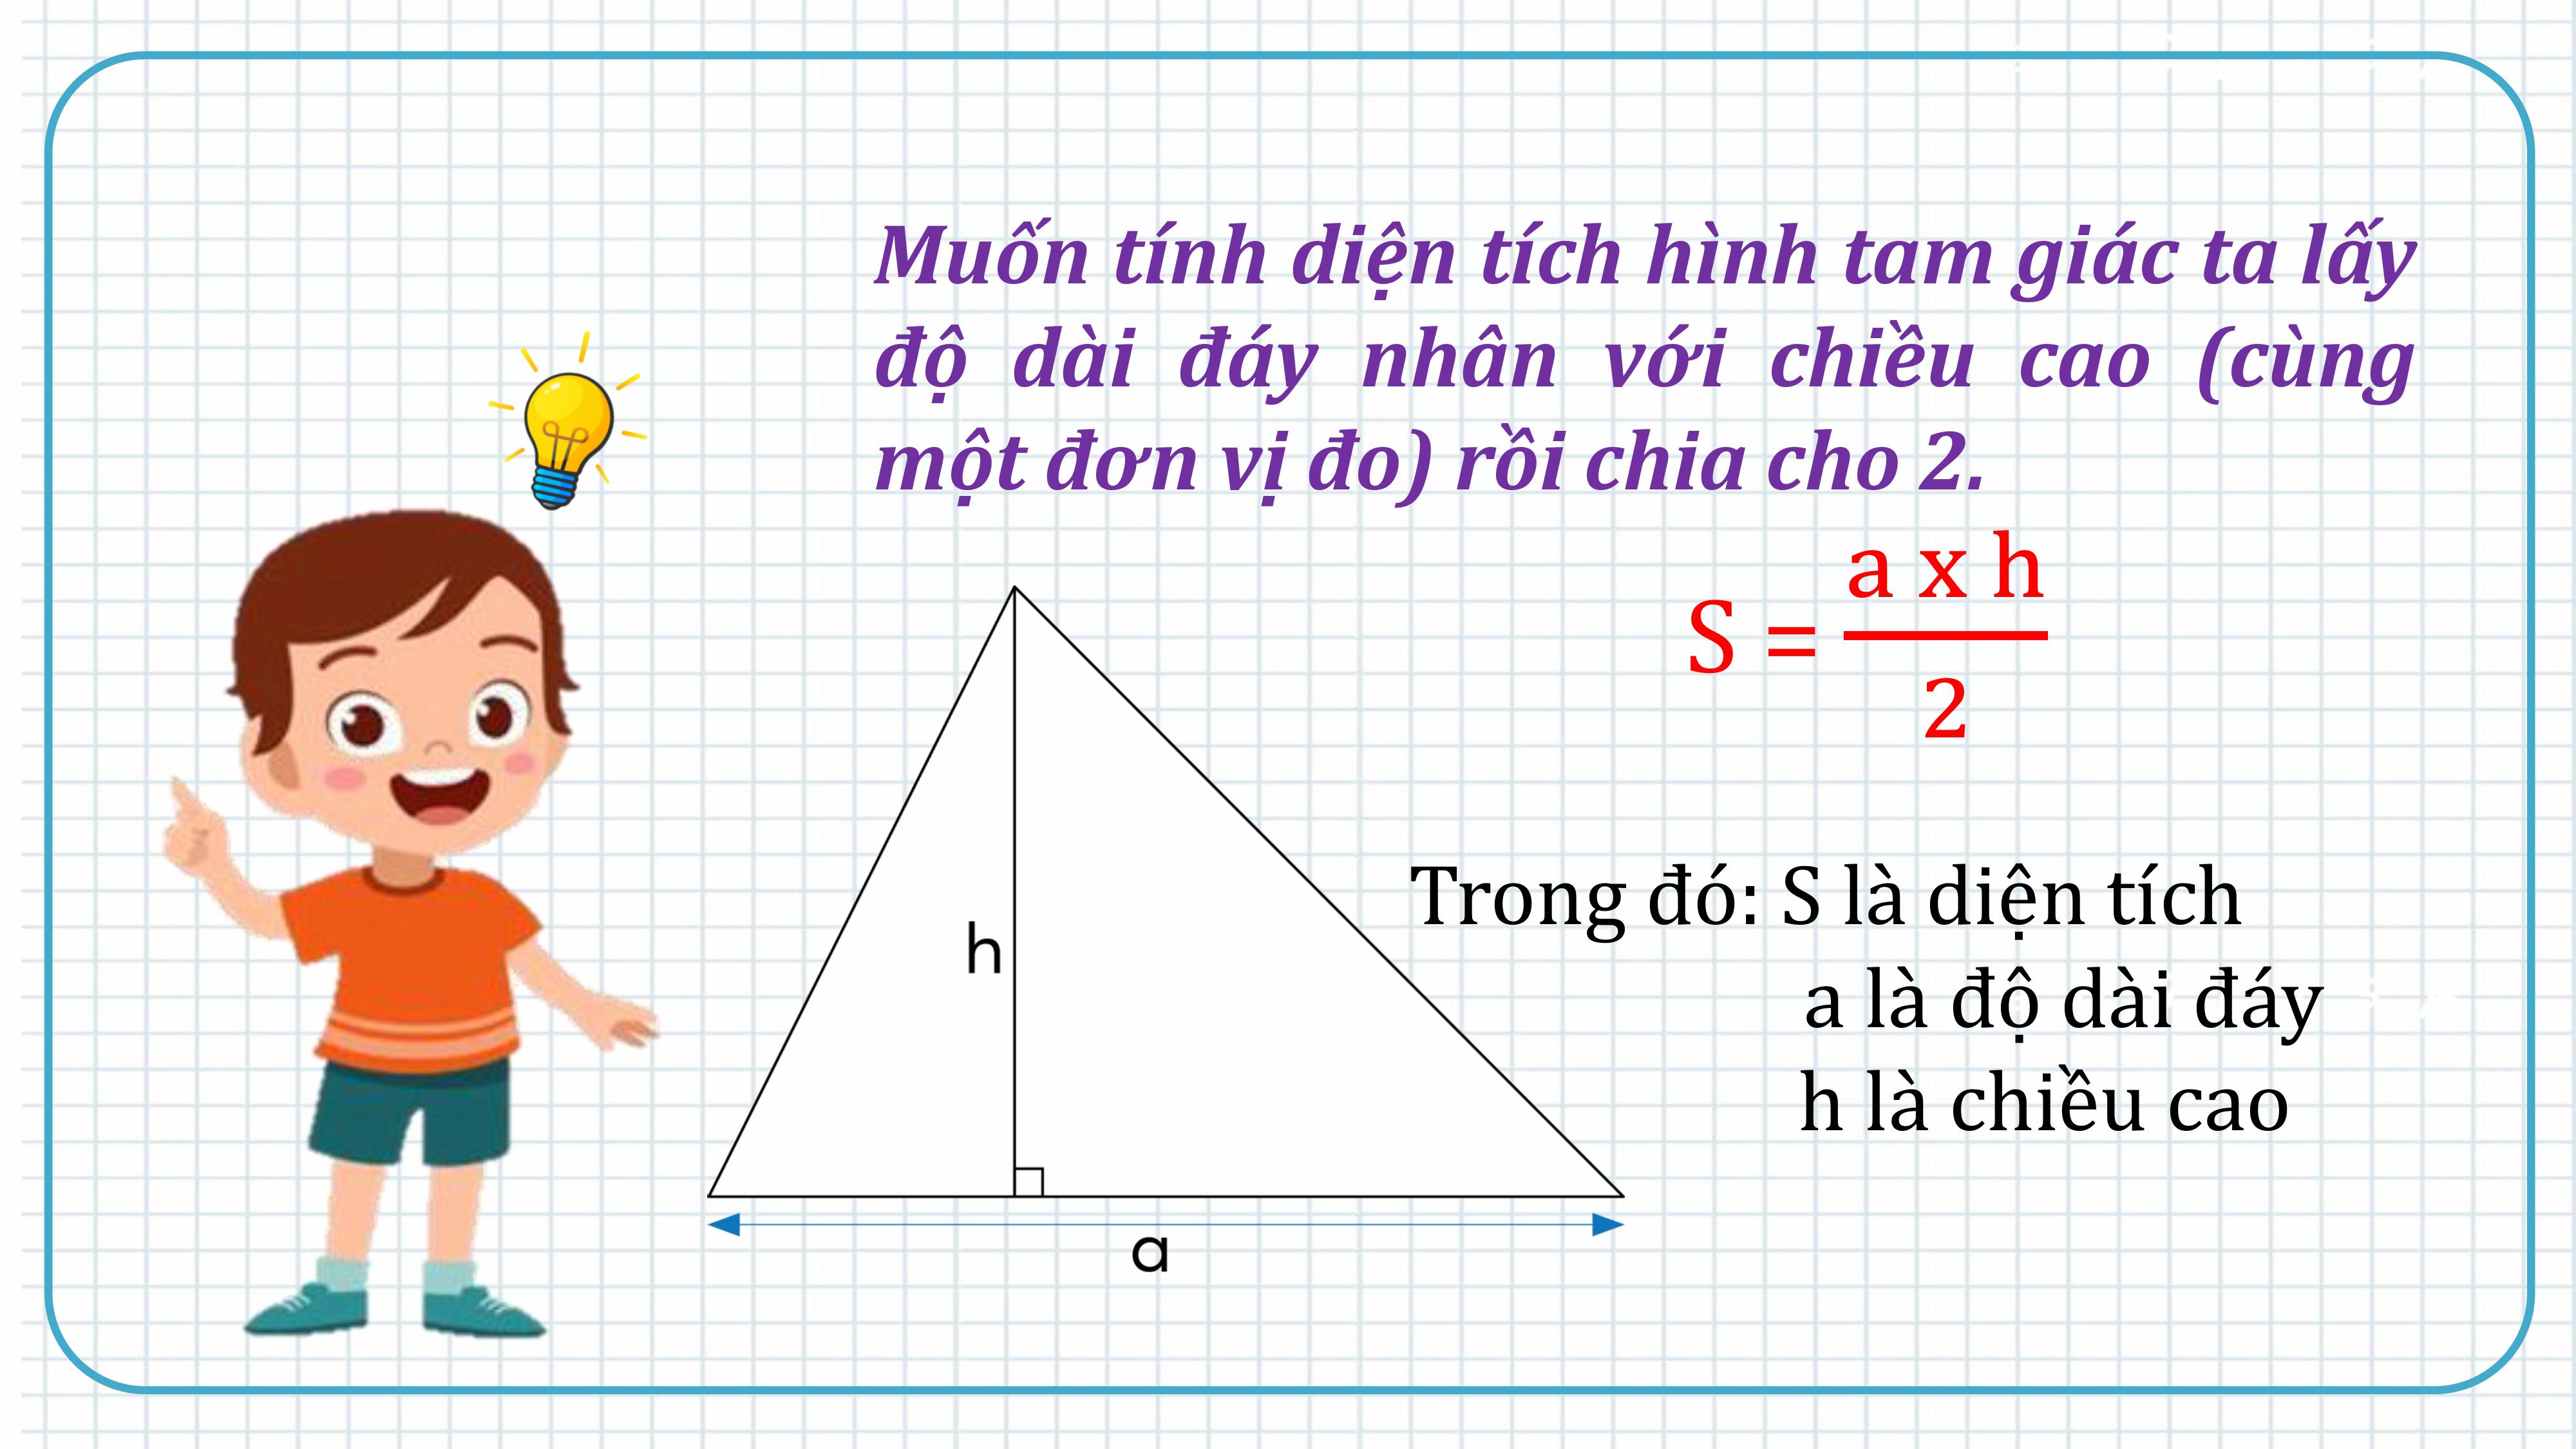 Muốn tính diện tích hình tam giác ta lấy
độ dài đáy nhân với chiều cao (cùng
một đơn vị đo) rồi chia cho 2.
S = a x h
2
h
Trong đó: S là diện tích
a là độ dài đáy
h là chiều cao
a